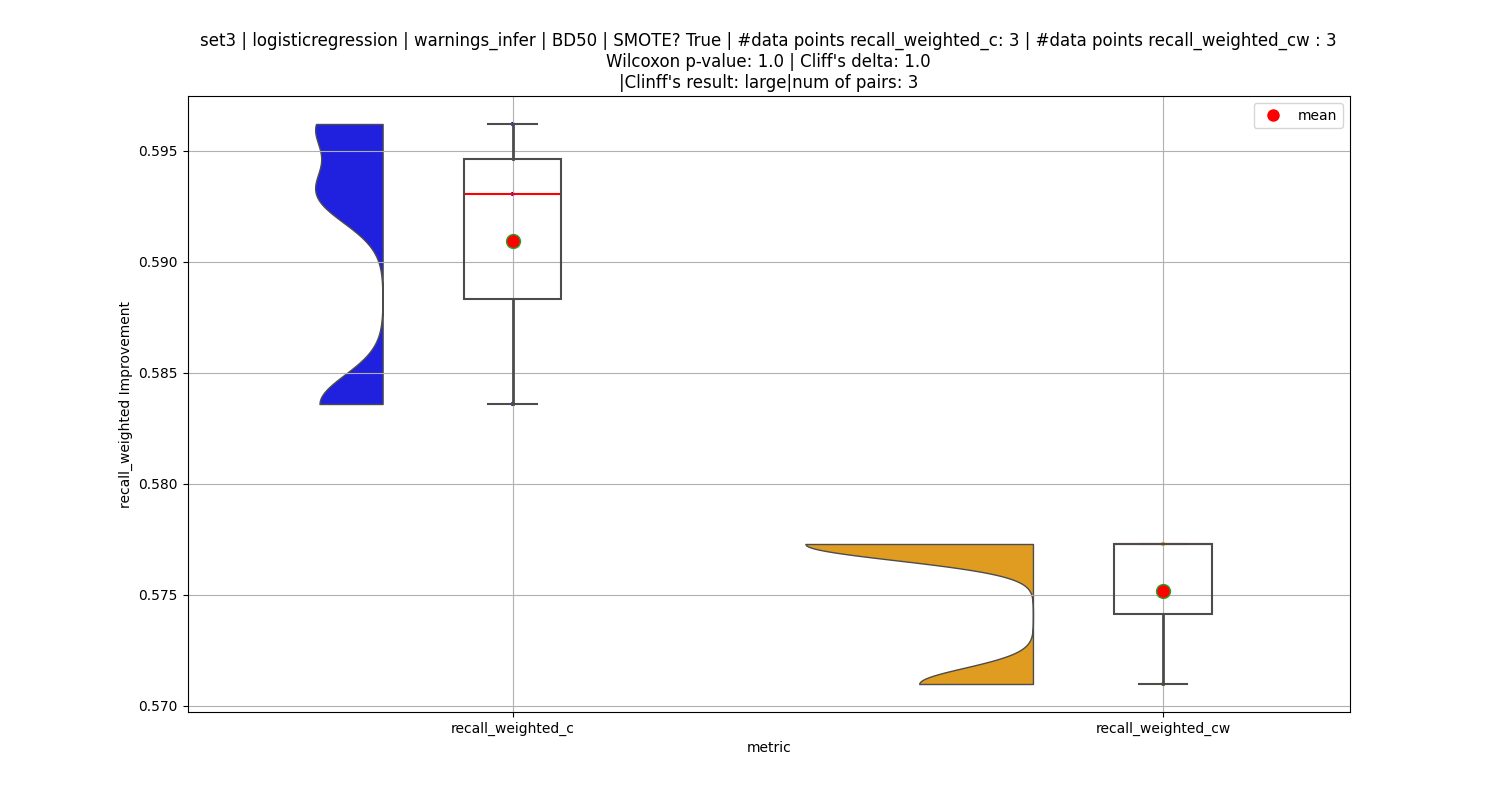 set3 | logisticregression | warnings_infer | BD50 | SMOTE? True | #data points recall_weighted_c: 3 | #data points recall_weighted_cw : 3
Wilcoxon p-value: 1.0 | Cliff's delta: 1.0
|Clinff's result: large|num of pairs: 3
mean
0.595
0.590
0.585
0.580
0.575
0.570
recall_weighted Improvement
recall_weighted_c
recall_weighted_cw
metric